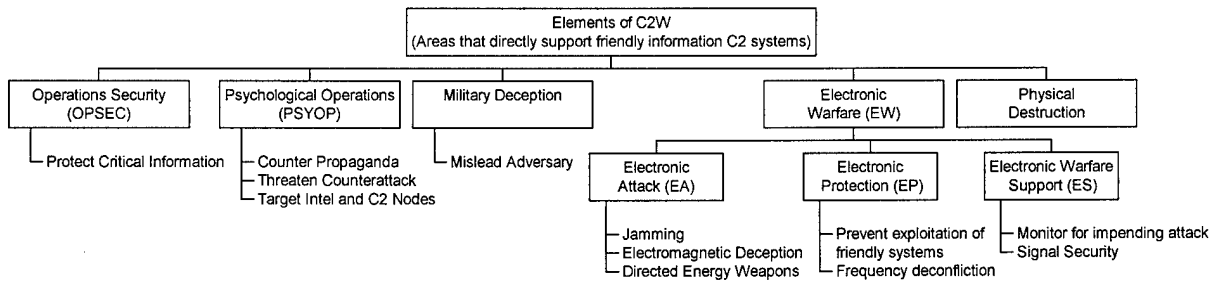 Elements of C2W
(Areas that directly support friendly information C2 systems)
Operations Security
(OPSEC)
Protect Critical Information
Psychological Operations
(PSYOP)
Counter Propaganda
Threaten Counterattack
Target Intel and C2 Nodes
Military Deception
Mislead Adversary
Electronic
Warfare (EW)
Physical
Destruction
Electronic
Attack (EA)
Jamming
Electromagnetic Deception
Directed Energy Weapons
Electronic
Protection (EP)
Prevent exploitation of
friendly systems
Frequency deconfliction
Electronic Warfare
Support (ES)
Monitor for impending attack
Signal Security